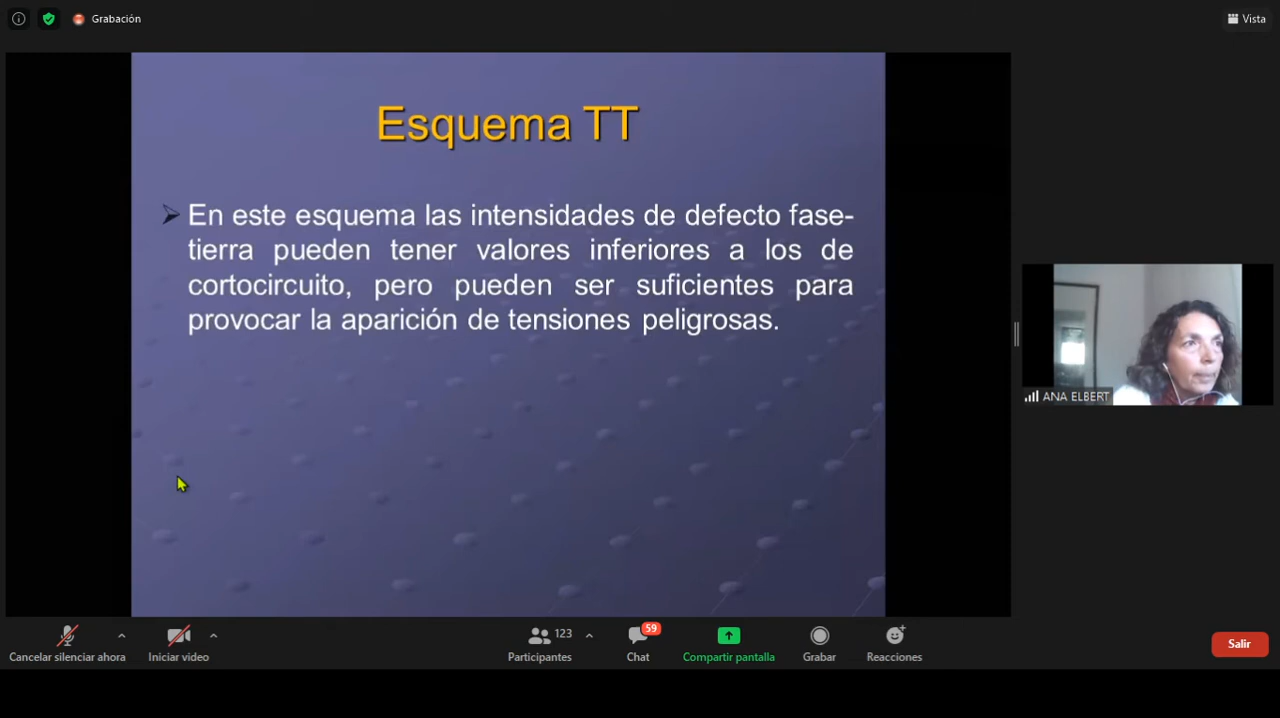 Grabación
Vista
Esquema TT
En este esquema las intensidades de defecto fase-
tierra pueden tener valores inferiores a los de
cortocircuito, pero pueden ser suficientes para
provocar la aparición de tensiones peligrosas.
ANA ELBERT
123
59
Cancelar silenciar ahora
Iniciar video
Participantes
Chat
Compartir pantalla
Grabar
Reacciones
Salir